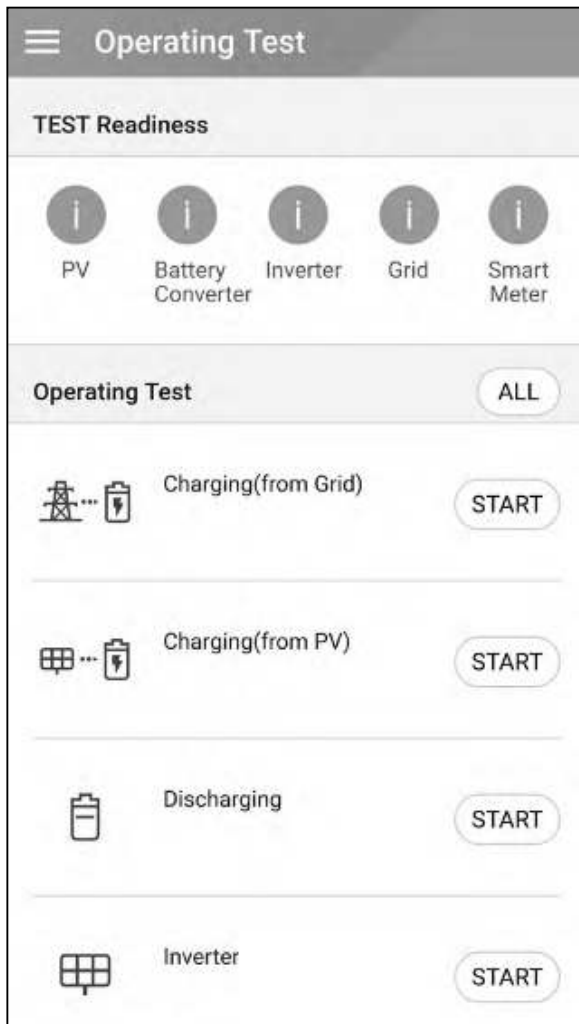 Operating Test
TEST Readiness
i i i i i
PV Battery Inverter Grid Smart
Converter Meter
Operating Test ALL
Charging(from Grid) START
Charging(from PV) START
Discharging START
Inverter START